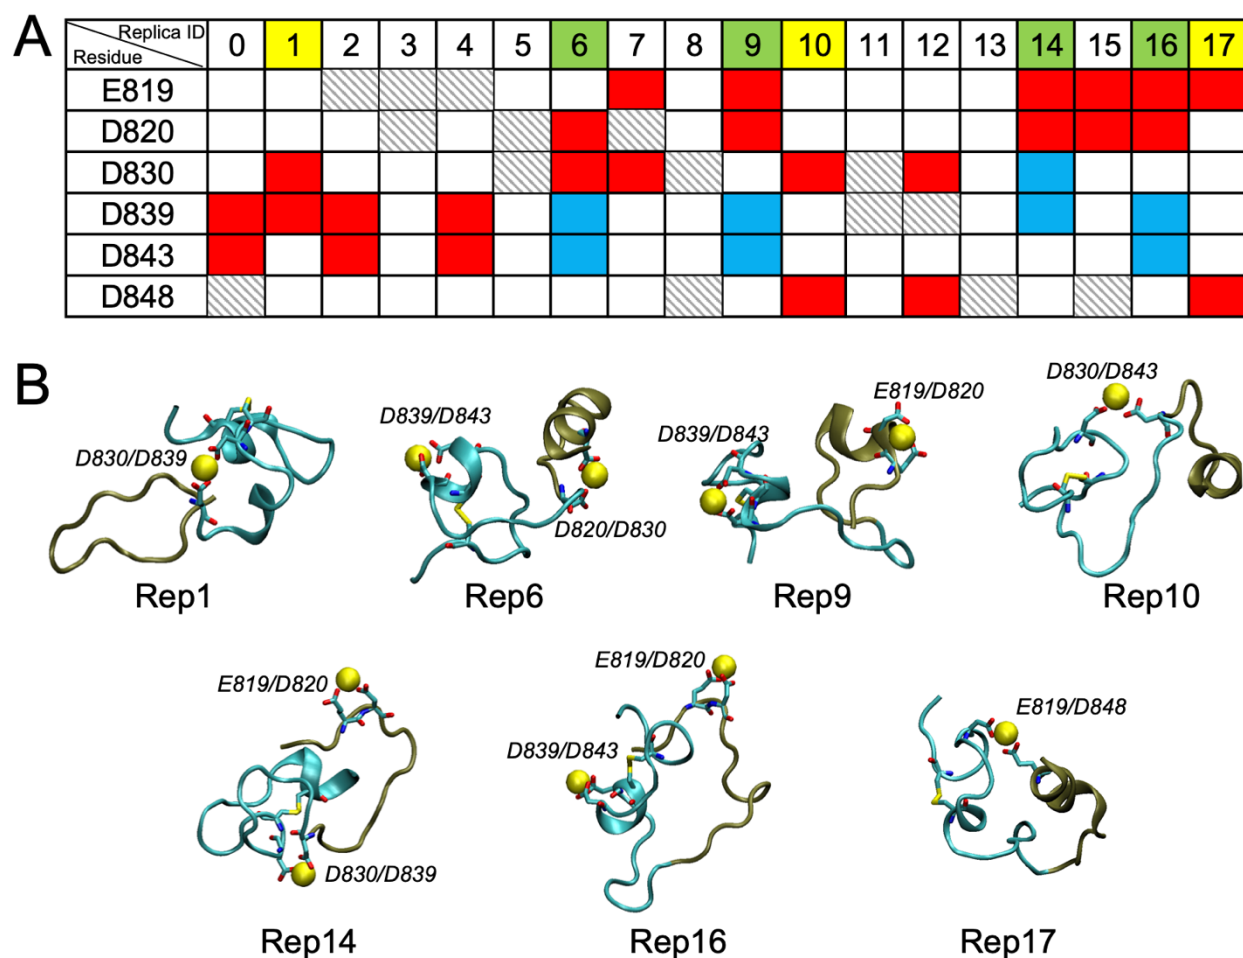 A
Replica ID
Residue
0 1 2 3 4 5 6 7 8 9 10 11 12 13 14 15 16 17
E819
D820
D830
D839
D843
D848
B
D830/D839
Rep1
D839/D843
D820/D830
Rep6
E819/D820
D839/D843
Rep9
D830/D843
Rep10
E819/D820
D830/D839
Rep14
E819/D820
D839/D843
Rep16
E819/D848
Rep17